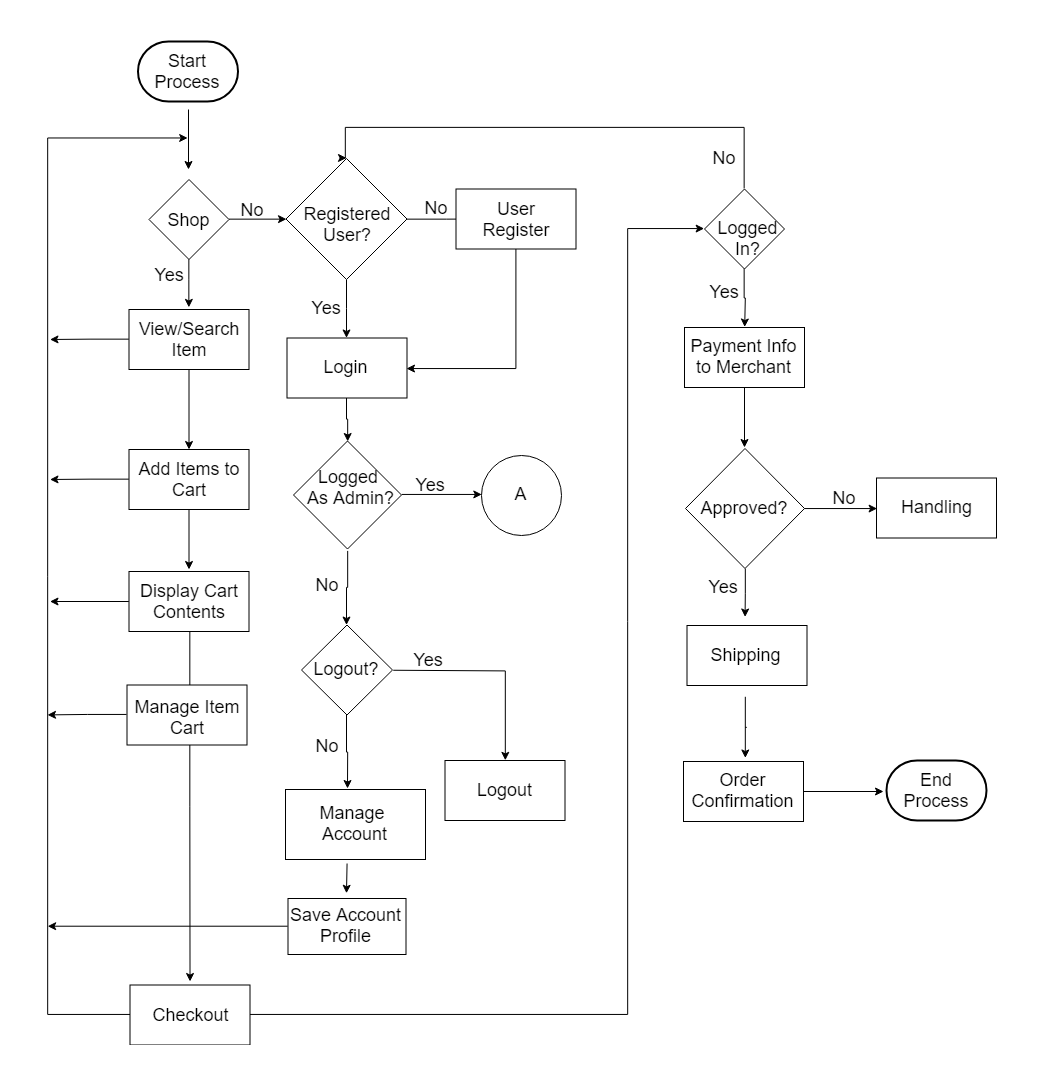 Start
Process
Shop
No
Yes
View/Search
Item
Add Items to
Cart
Display Cart
Contents
Manage Item
Cart
Checkout
Registered
User?
No
User
Register
Yes
Login
Logged
As Admin?
Yes
A
No
Logout?
Yes
Logout
No
Manage
Account
Save Account
Profile
No
Logged
In?
Yes
Payment Info
to Merchant
Approved?
No
Handling
Yes
Shipping
Order
Confirmation
End
Process